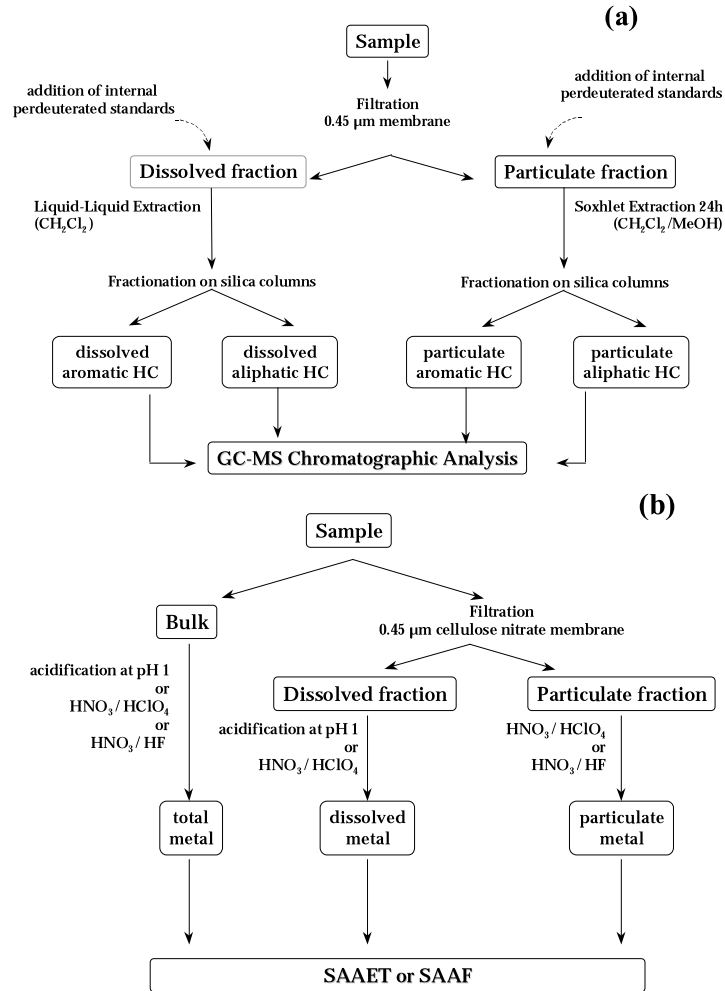 (a)
Sample
addition of internal
perdeuterated standards
addition of internal
perdeuterated standards
Filtration
0.45 µm membrane
Dissolved fraction
Particulate fraction
Liquid-Liquid Extraction
(CH₂Cl₂)
Soxhlet Extraction 24h
(CH₂Cl₂/MeOH)
Fractionation on silica columns
Fractionation on silica columns
dissolved
aromatic HC
dissolved
aliphatic HC
particulate
aromatic HC
particulate
aliphatic HC
GC-MS Chromatographic Analysis
(b)
Sample
Bulk
Filtration
0.45 µm cellulose nitrate membrane
acidification at pH 1
or
HNO₃/HClO₄
or
HNO₃/HF
Dissolved fraction
Particulate fraction
acidification at pH 1
or
HNO₃/HClO₄
HNO₃/HClO₄
or
HNO₃/HF
total
metal
dissolved
metal
particulate
metal
SAAET or SAAF